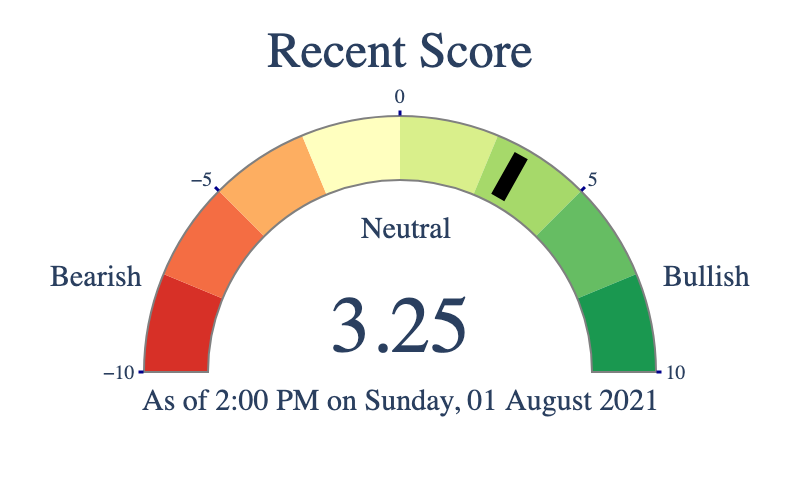 Recent Score
0
−5
5
Neutral
Bearish
Bullish
3.25
−10
10
As of 2:00 PM on Sunday, 01 August 2021